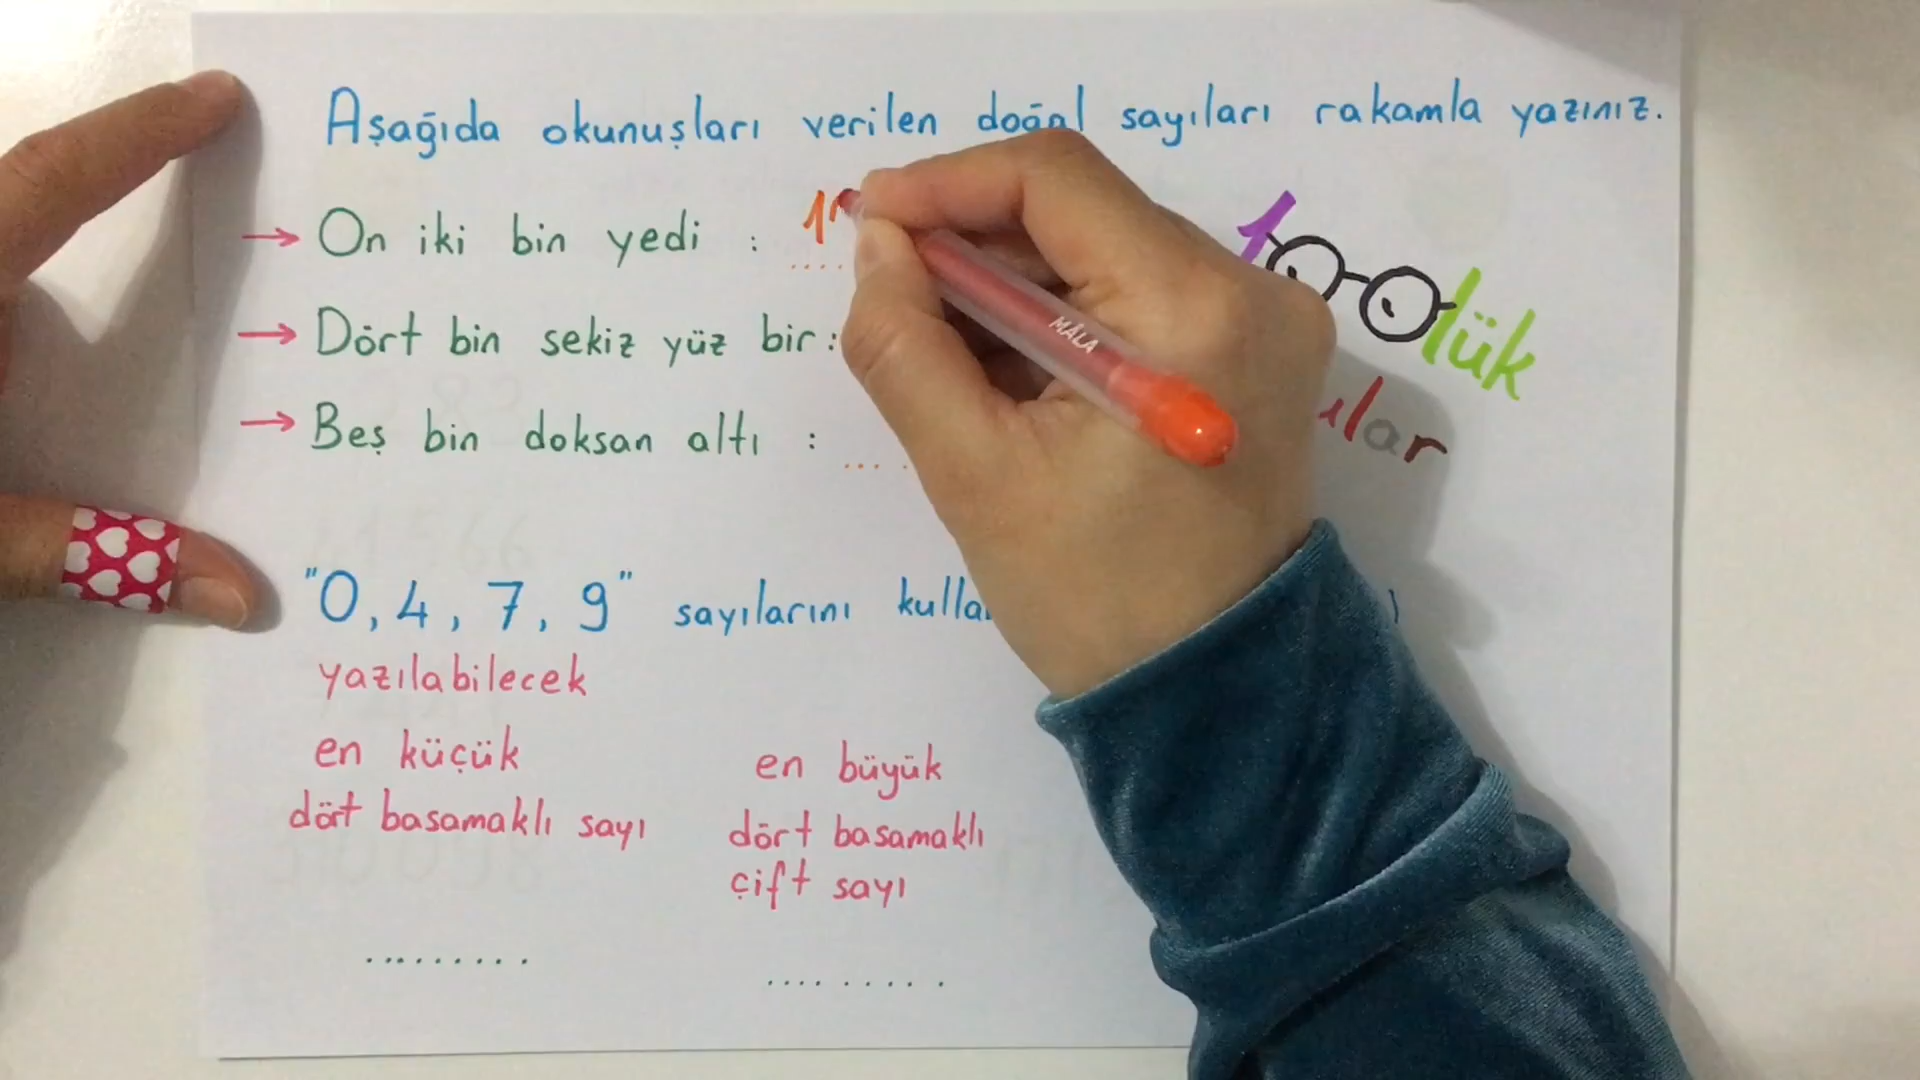 Aşağıda okunuşları verilen doğal sayıları rakamla yazınız.
→ On iki bin yedi : 1
→ Dört bin sekiz yüz bir :
→ Beş bin doksan altı : ....
lük
"0, 4, 7, 9" sayılarını
yazılabilecek
en küçük
dört basamaklı sayı
.........
en büyük
dört basamaklı
çift sayı
.........
MÂLA